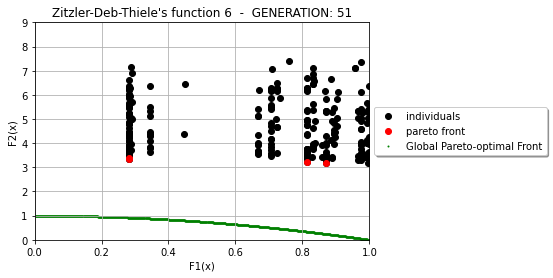 Zitzler-Deb-Thiele's function 6 - GENERATION: 51
9
8
7
6
5
4
3
2
1
0
F2(x)
0.0 0.2 0.4 0.6 0.8 1.0
F1(x)
individuals
pareto front
Global Pareto-optimal Front